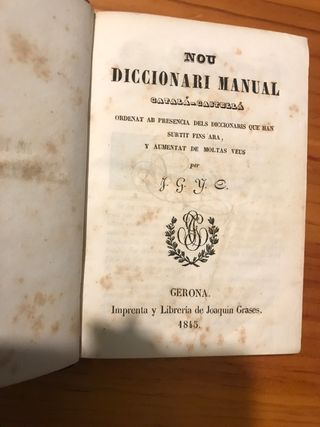 NOU
DICCIONARI MANUAL
CATALÁ-CASTELLÁ
ORDENAT AB PRESENCIA DELS DICCIONARIS QUE HAN
SURTIT FINS ARA,
Y AUMENTAT DE MOLTAS VEUS
per
J. G. Y. O.
GERONA.
Imprenta y Librería de Joaquin Grases.
1845.